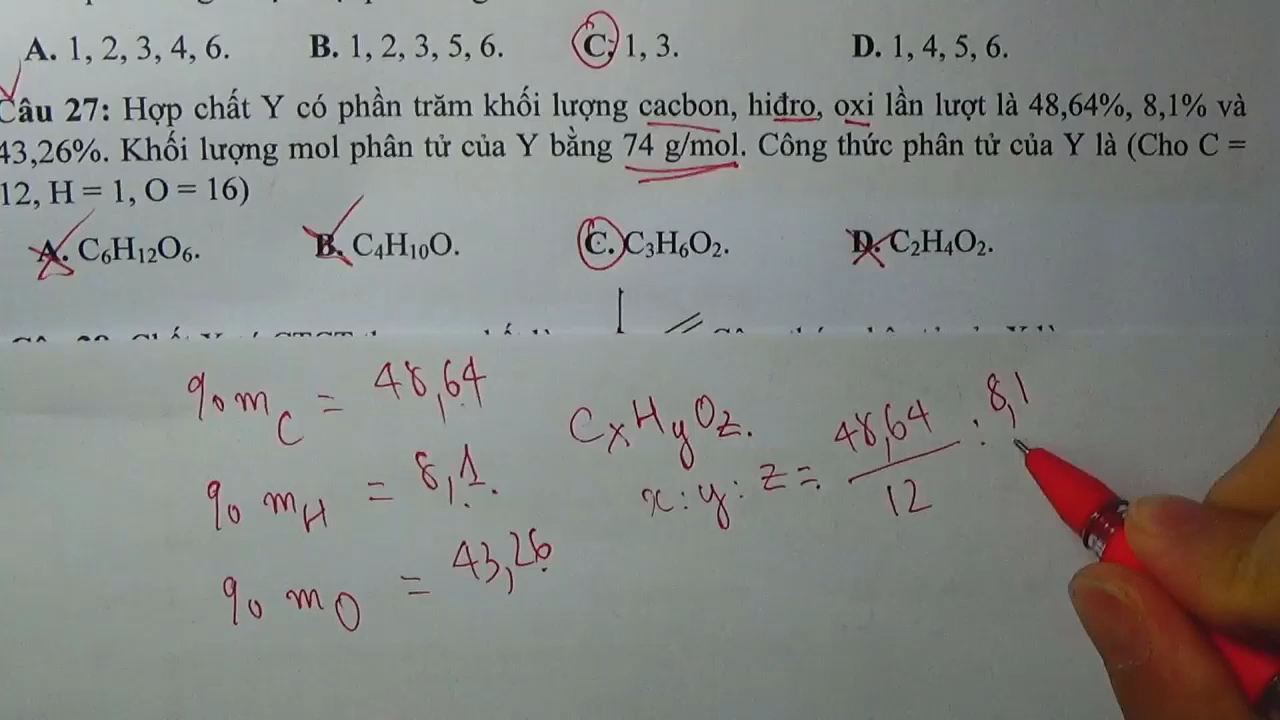 A. 1, 2, 3, 4, 6. B. 1, 2, 3, 5, 6. C. 1, 3. D. 1, 4, 5, 6.
Câu 27: Hợp chất Y có phần trăm khối lượng cacbon, hiđro, oxi lần lượt là 48,64%, 8,1% và
43,26%. Khối lượng mol phân tử của Y bằng 74 g/mol. Công thức phân tử của Y là (Cho C =
12, H = 1, O = 16)
A. C₆H₁₂O₆. B. C₄H₁₀O. C. C₃H₆O₂. D. C₂H₄O₂.
% m_C = 48,64
% m_H = 8,1.
% m_O = 43,26
CxHyOz.
x : y : z = 48,64/12 : 8,1